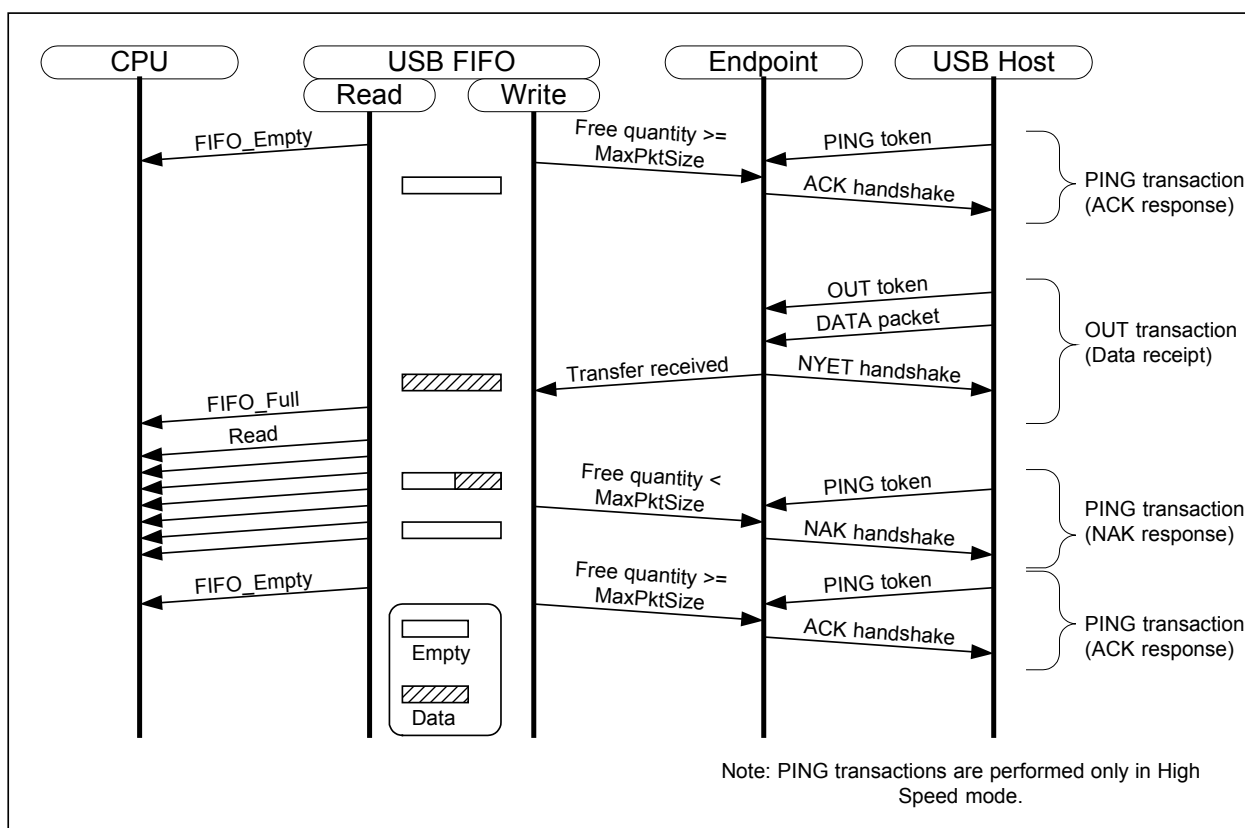 CPU
USB FIFO
Endpoint
USB Host
Read
Write
FIFO_Empty
Free quantity >=
MaxPktSize
PING token
ACK handshake
PING transaction
(ACK response)
OUT token
DATA packet
OUT transaction
(Data receipt)
Transfer received
NYET handshake
FIFO_Full
Read
Free quantity <
MaxPktSize
PING token
NAK handshake
PING transaction
(NAK response)
FIFO_Empty
Free quantity >=
MaxPktSize
PING token
ACK handshake
PING transaction
(ACK response)
Empty
Data
Note: PING transactions are performed only in High
Speed mode.